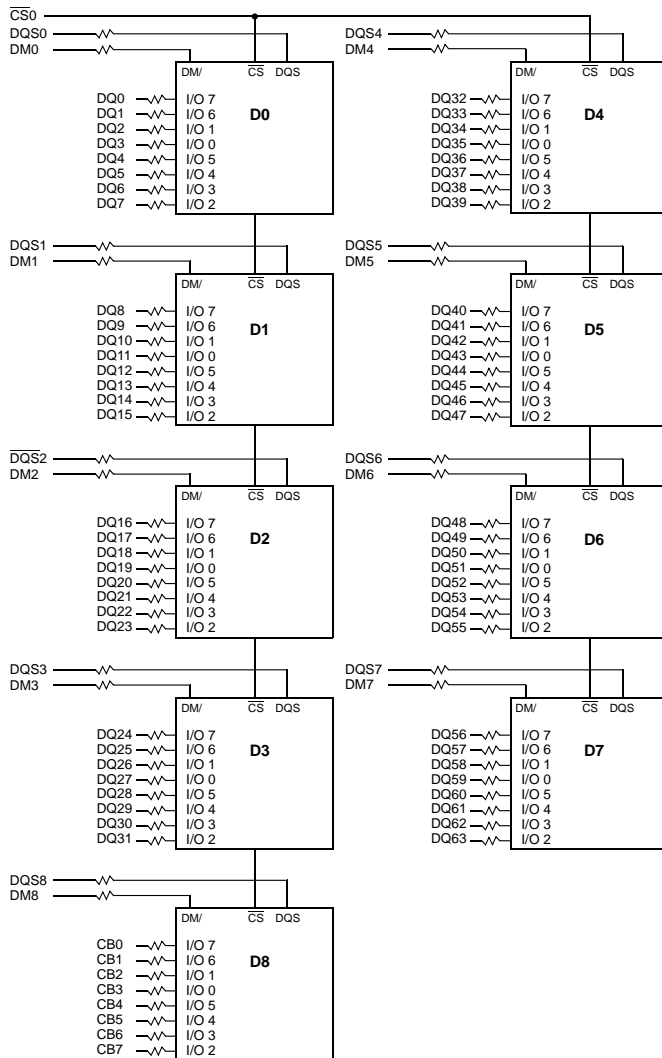 CS0
DQS0
DM0
DM/ CS DQS
D0
DQ0 I/O 7
DQ1 I/O 6
DQ2 I/O 1
DQ3 I/O 0
DQ4 I/O 5
DQ5 I/O 4
DQ6 I/O 3
DQ7 I/O 2
DQS1
DM1
DM/ CS DQS
D1
DQ8 I/O 7
DQ9 I/O 6
DQ10 I/O 1
DQ11 I/O 0
DQ12 I/O 5
DQ13 I/O 4
DQ14 I/O 3
DQ15 I/O 2
DQS2
DM2
DM/ CS DQS
D2
DQ16 I/O 7
DQ17 I/O 6
DQ18 I/O 1
DQ19 I/O 0
DQ20 I/O 5
DQ21 I/O 4
DQ22 I/O 3
DQ23 I/O 2
DQS3
DM3
DM/ CS DQS
D3
DQ24 I/O 7
DQ25 I/O 6
DQ26 I/O 1
DQ27 I/O 0
DQ28 I/O 5
DQ29 I/O 4
DQ30 I/O 3
DQ31 I/O 2
DQS8
DM8
DM/ CS DQS
D8
CB0 I/O 7
CB1 I/O 6
CB2 I/O 1
CB3 I/O 0
CB4 I/O 5
CB5 I/O 4
CB6 I/O 3
CB7 I/O 2
DQS4
DM4
DM/ CS DQS
D4
DQ32 I/O 7
DQ33 I/O 6
DQ34 I/O 1
DQ35 I/O 0
DQ36 I/O 5
DQ37 I/O 4
DQ38 I/O 3
DQ39 I/O 2
DQS5
DM5
DM/ CS DQS
D5
DQ40 I/O 7
DQ41 I/O 6
DQ42 I/O 1
DQ43 I/O 0
DQ44 I/O 5
DQ45 I/O 4
DQ46 I/O 3
DQ47 I/O 2
DQS6
DM6
DM/ CS DQS
D6
DQ48 I/O 7
DQ49 I/O 6
DQ50 I/O 1
DQ51 I/O 0
DQ52 I/O 5
DQ53 I/O 4
DQ54 I/O 3
DQ55 I/O 2
DQS7
DM7
DM/ CS DQS
D7
DQ56 I/O 7
DQ57 I/O 6
DQ58 I/O 1
DQ59 I/O 0
DQ60 I/O 5
DQ61 I/O 4
DQ62 I/O 3
DQ63 I/O 2